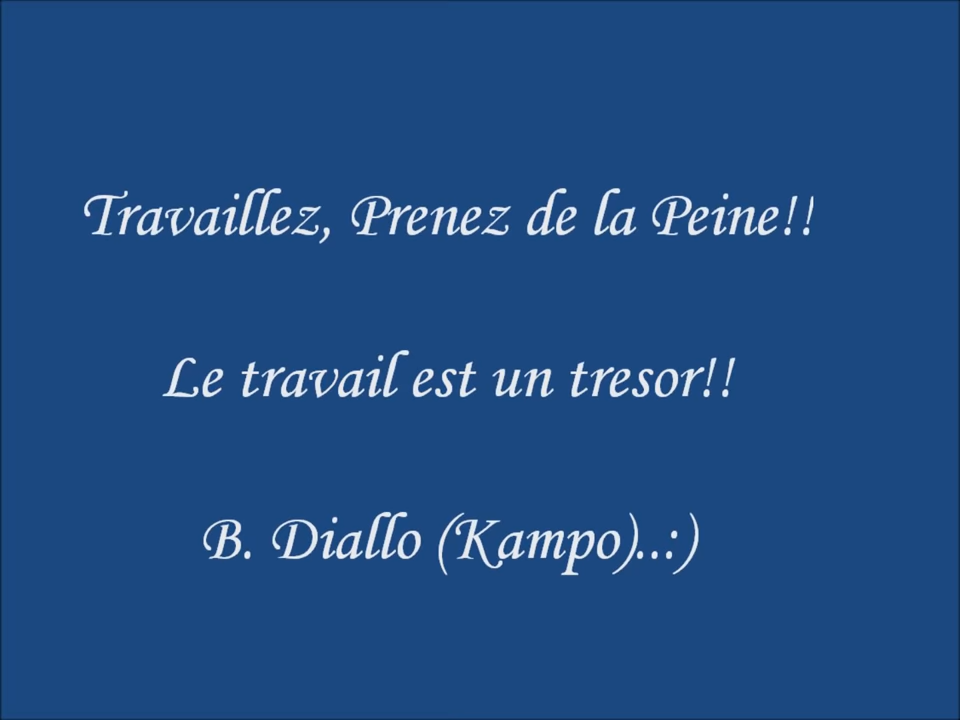 Travaillez, Prenez de la Peine!!
Le travail est un tresor!!
B. Diallo (Kampo)..:)